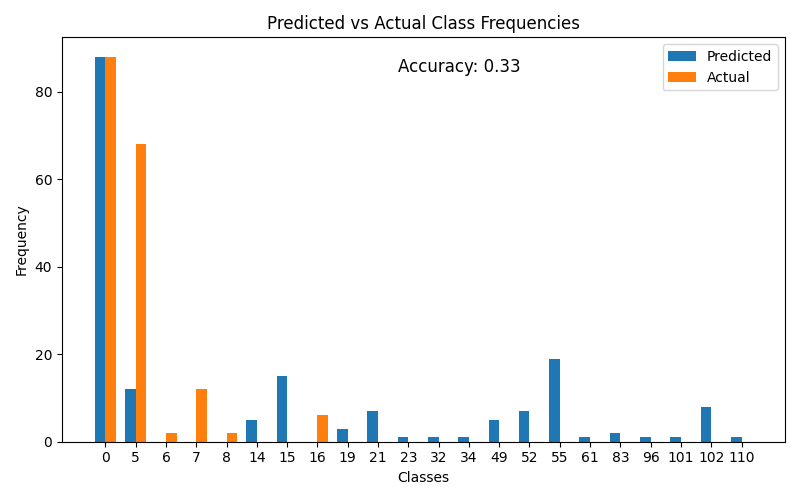 Predicted vs Actual Class Frequencies
Accuracy: 0.33
Predicted
Actual
Frequency
80
60
40
20
0
0 5 6 7 8 14 15 16 19 21 23 32 34 49 52 55 61 83 96 101 102 110
Classes